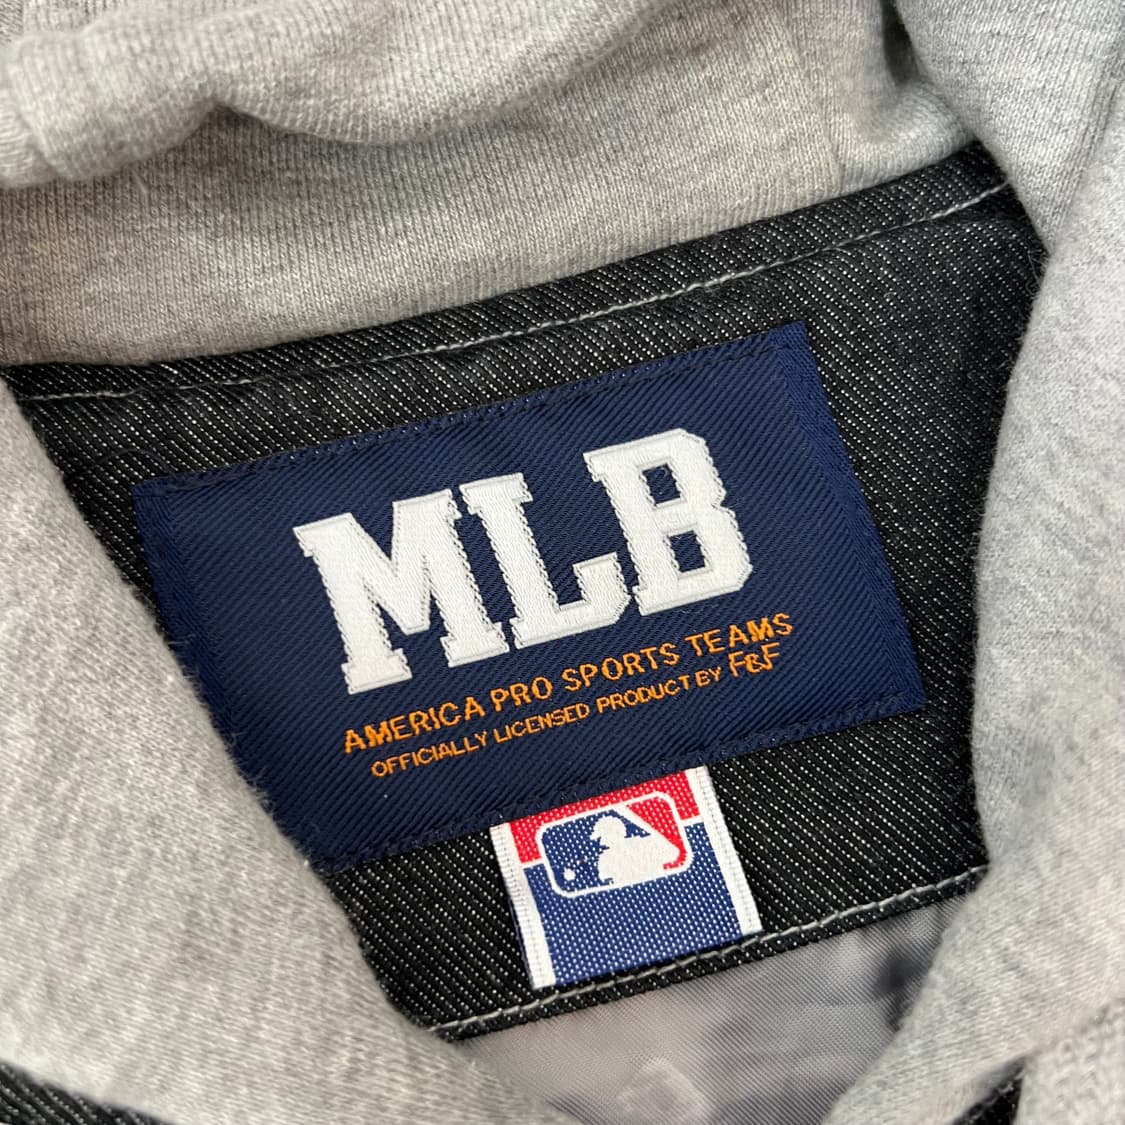 MLB
AMERICA PRO SPORTS TEAMS
OFFICIALLY LICENSED PRODUCT BY F&F